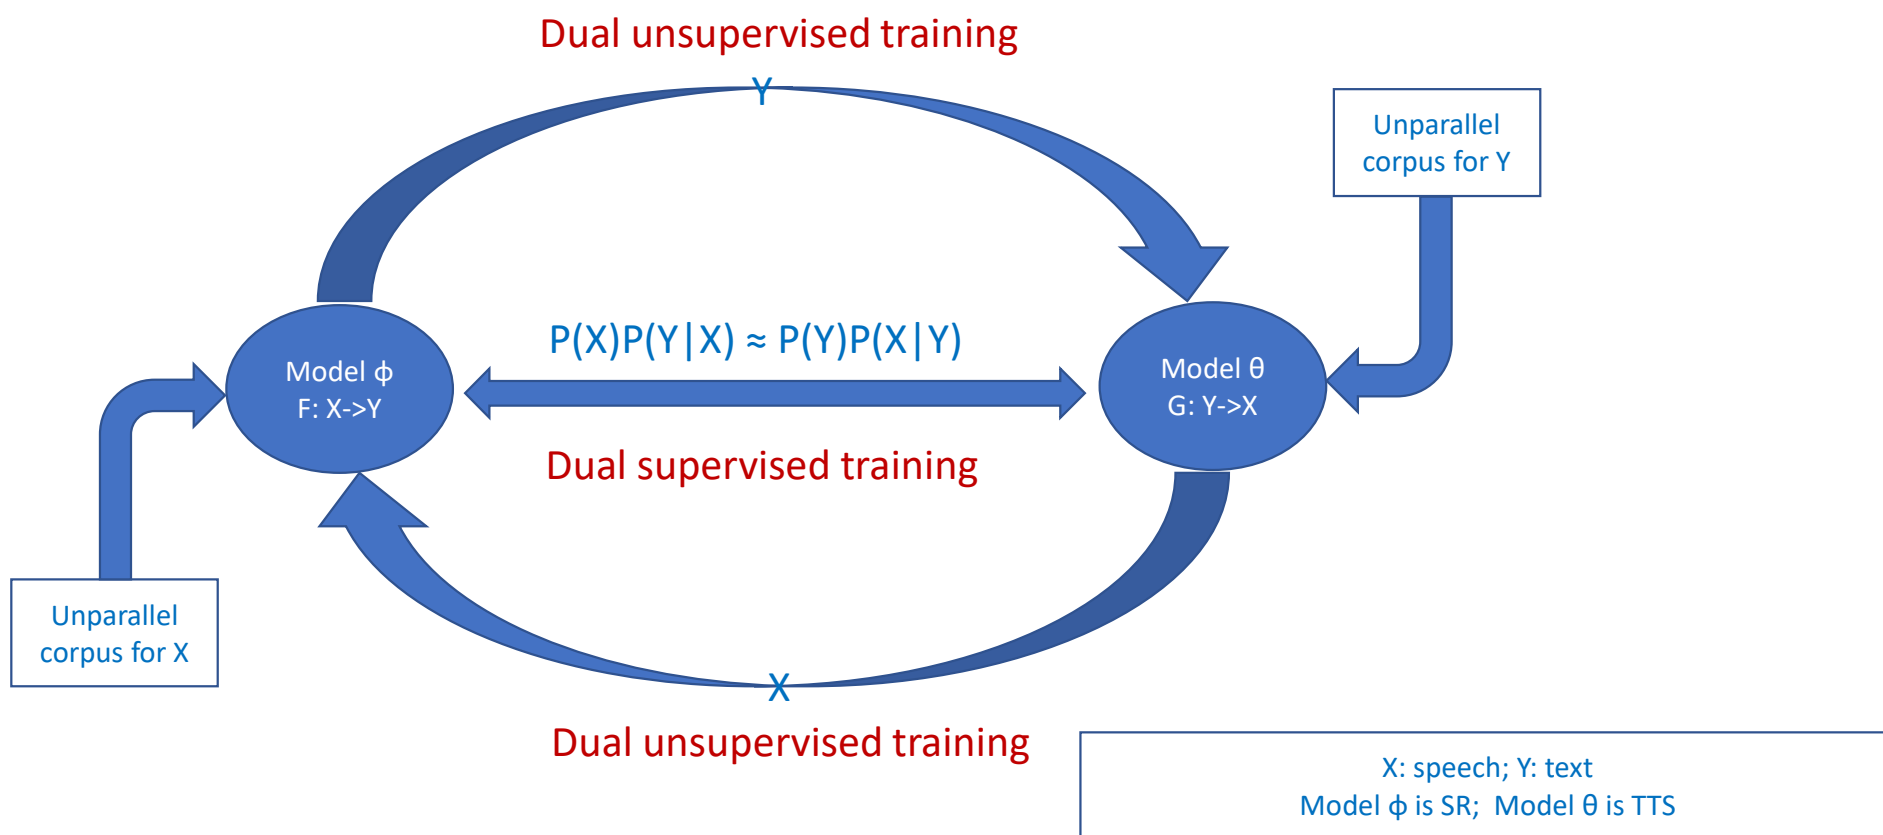 Dual unsupervised training
Y
Unparallel
corpus for Y
P(X)P(Y|X) ≈ P(Y)P(X|Y)
Model ϕ
F: X->Y
Model θ
G: Y->X
Dual supervised training
Unparallel
corpus for X
X
Dual unsupervised training
X: speech; Y: text
Model ϕ is SR;  Model θ is TTS